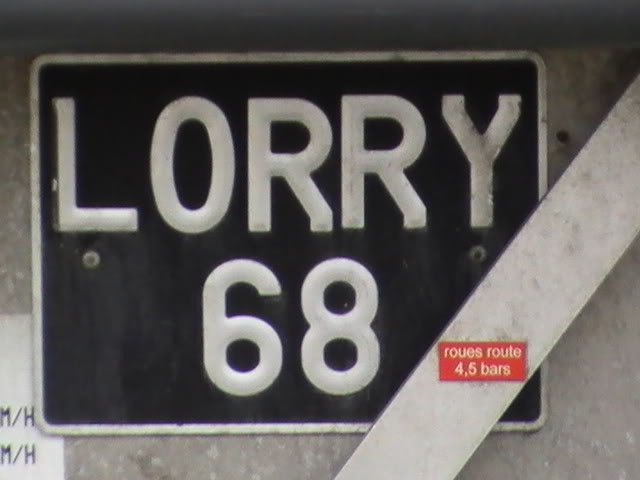 LORRY
68
roues route
4,5 bars
M/H
M/H